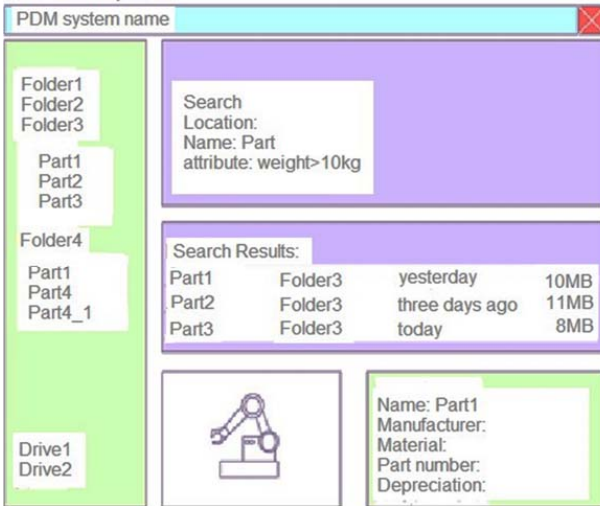 PDM system name
Folder1
Folder2
Folder3
Part1
Part2
Part3
Folder4
Part1
Part4
Part4_1
Drive1
Drive2
Search
Location:
Name: Part
attribute: weight>10kg
Search Results:
Part1 Folder3 yesterday 10MB
Part2 Folder3 three days ago 11MB
Part3 Folder3 today 8MB
Name: Part1
Manufacturer:
Material:
Part number:
Depreciation: